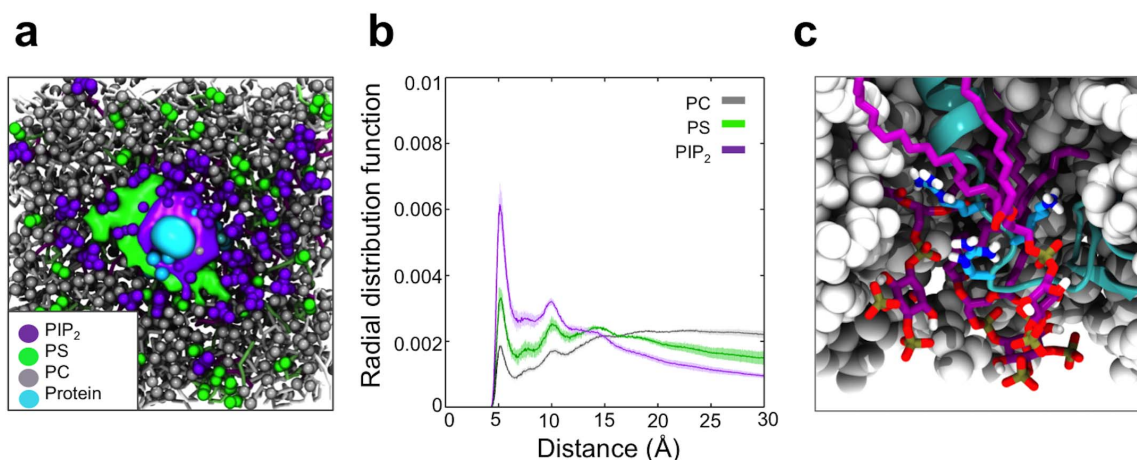 a
PIP₂
PS
PC
Protein
b
Radial distribution function
0.01
0.008
0.006
0.004
0.002
0
0 5 10 15 20 25 30
Distance (Å)
PC
PS
PIP₂
c